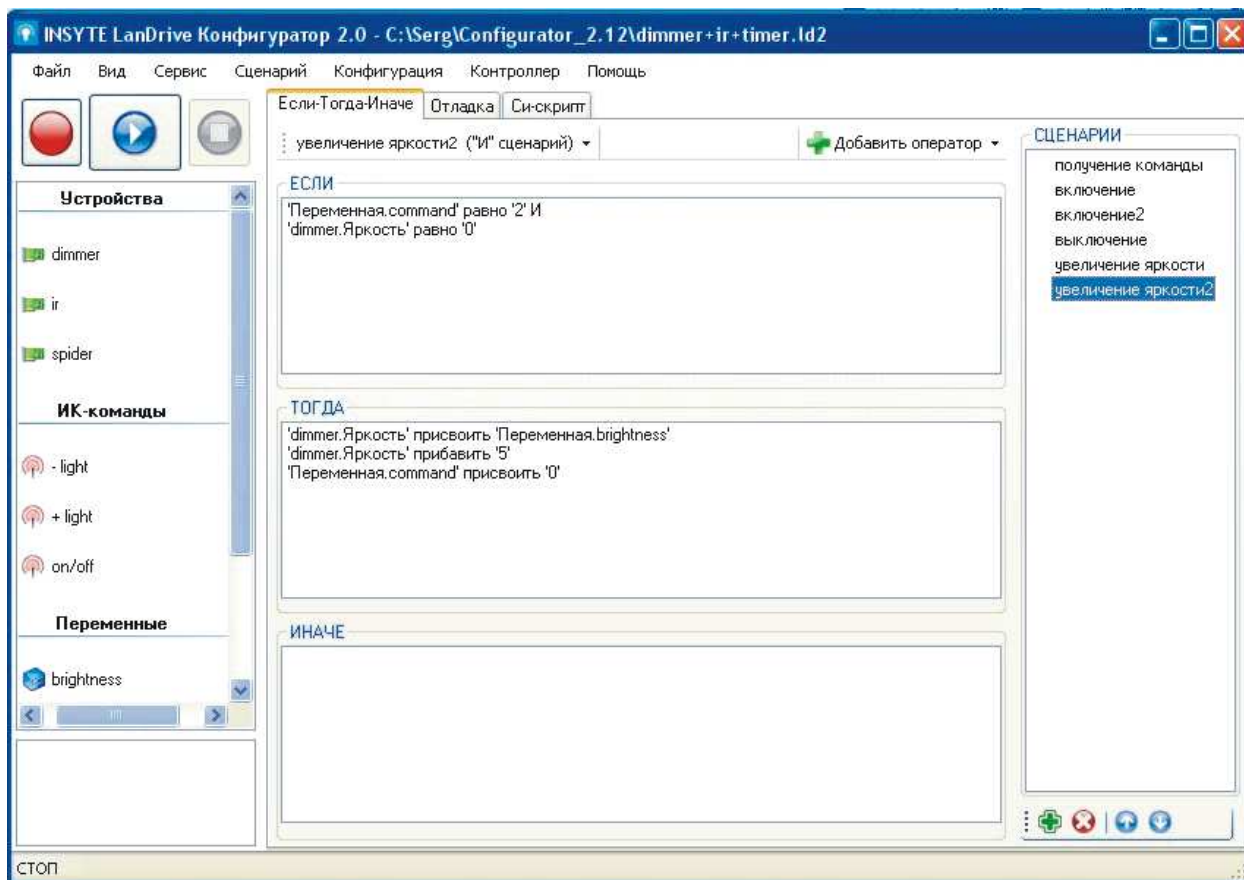 INSYTE LanDrive Конфигуратор 2.0 - C:\Serg\Configurator_2.12\dimmer+ir+timer.ld2
Файл Вид Сервис Сценарий Конфигурация Контроллер Помощь
Если-Тогда-Иначе Отладка Си-скрипт
увеличение яркости2 ("И" сценарий) Добавить оператор
Устройства
dimmer
ir
spider
ИК-команды
- light
+ light
on/off
Переменные
brightness
ЕСЛИ
'Переменная.command' равно '2' И
'dimmer.Яркость' равно '0'
ТОГДА
'dimmer.Яркость' присвоить 'Переменная.brightness'
'dimmer.Яркость' прибавить '5'
'Переменная.command' присвоить '0'
ИНАЧЕ
СЦЕНАРИИ
получение команды
включение
включение2
выключение
увеличение яркости
увеличение яркости2
СТОП